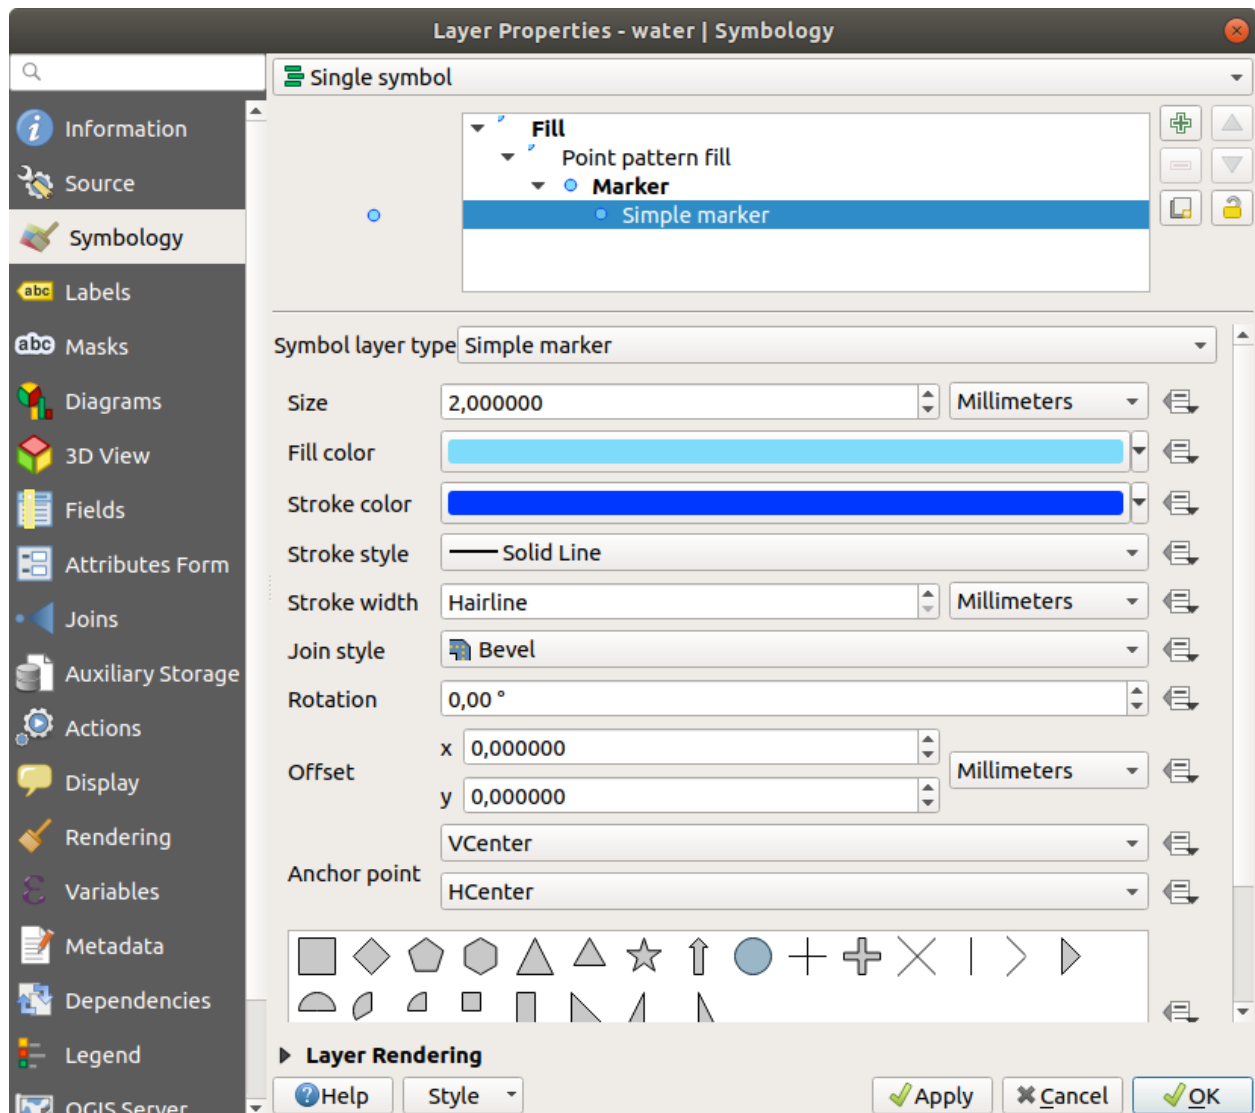 Layer Properties - water | Symbology
Single symbol
Information
Source
Symbology
abc Labels
abc Masks
Diagrams
3D View
Fields
Attributes Form
Joins
Auxiliary Storage
Actions
Display
Rendering
Variables
Metadata
Dependencies
Legend
QGIS Server
Fill
Point pattern fill
Marker
Simple marker
Symbol layer type Simple marker
Size 2,000000 Millimeters
Fill color
Stroke color
Stroke style Solid Line
Stroke width Hairline Millimeters
Join style Bevel
Rotation 0,00 °
Offset x 0,000000 Millimeters
y 0,000000
Anchor point VCenter
HCenter
Layer Rendering
Help Style Apply Cancel OK